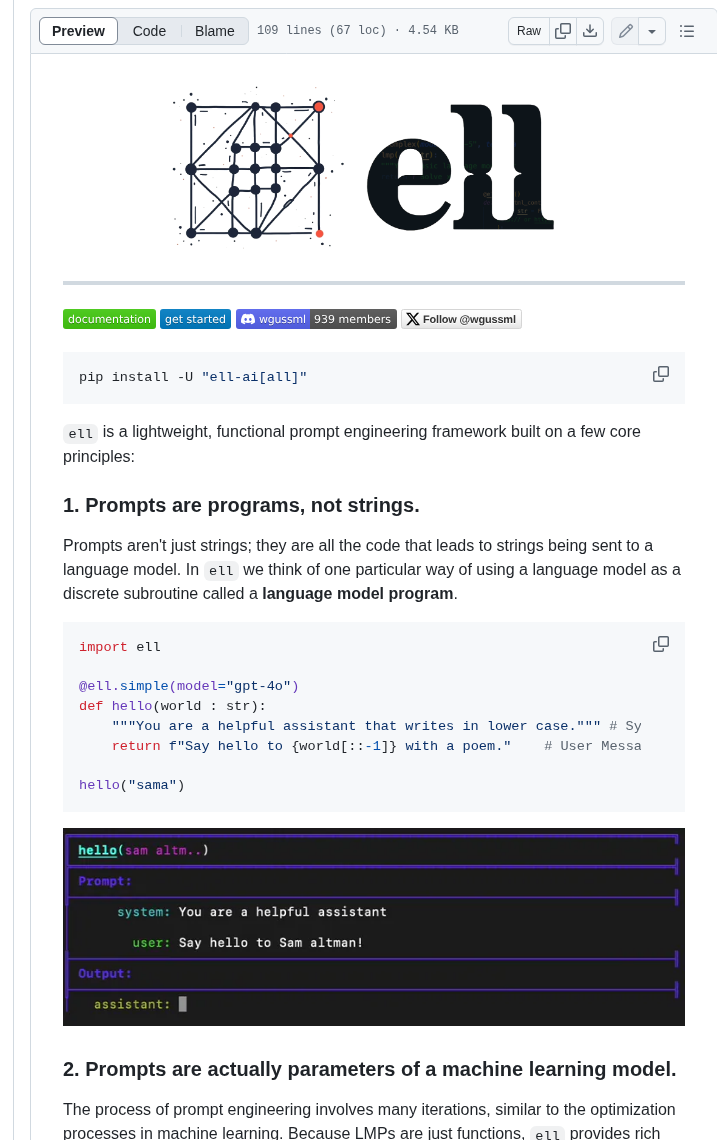 Preview Code Blame 109 lines (67 loc) · 4.54 KB Raw
ell
documentation get started wgussml 939 members Follow @wgussml
pip install -U "ell-ai[all]"
ell is a lightweight, functional prompt engineering framework built on a few core
principles:
1. Prompts are programs, not strings.
Prompts aren't just strings; they are all the code that leads to strings being sent to a
language model. In ell we think of one particular way of using a language model as a
discrete subroutine called a language model program.
import ell
@ell.simple(model="gpt-4o")
def hello(world : str):
"""You are a helpful assistant that writes in lower case.""" # Sy
return f"Say hello to {world[::-1]} with a poem." # User Messa
hello("sama")
hello(sam altm..)
Prompt:
system: You are a helpful assistant
user: Say hello to Sam altman!
Output:
assistant:
2. Prompts are actually parameters of a machine learning model.
The process of prompt engineering involves many iterations, similar to the optimization
processes in machine learning. Because LMPs are just functions, ell provides rich